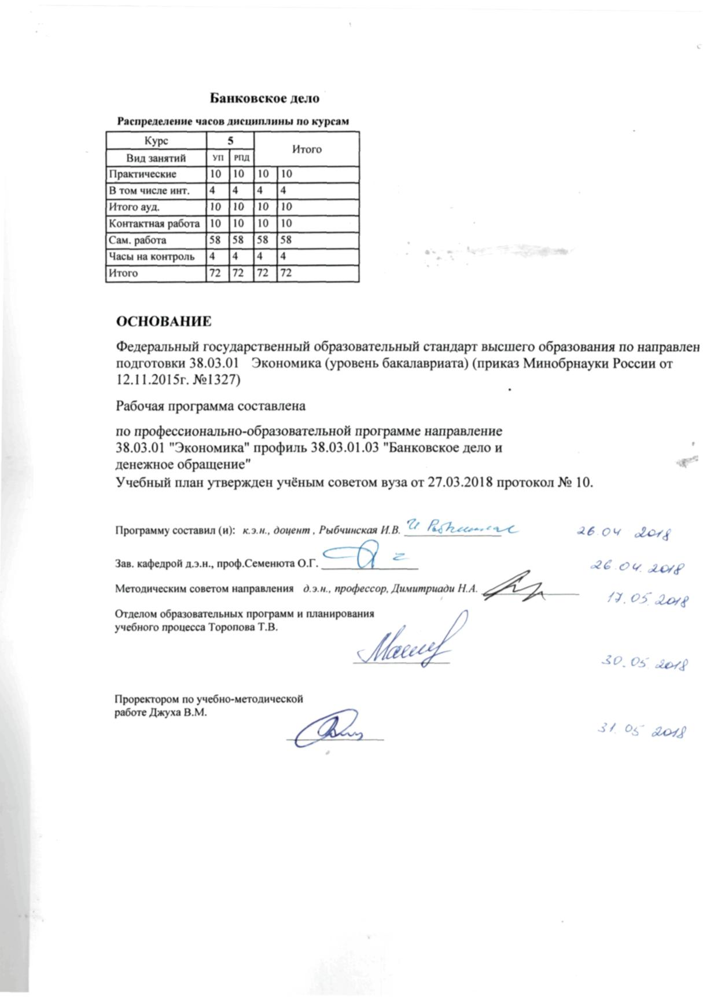 Банковское дело
Распределение часов дисциплины по курсам
Курс 5 Итого
Вид занятий УП РПД
Практические 10 10 10 10
В том числе инт. 4 4 4 4
Итого ауд. 10 10 10 10
Контактная работа 10 10 10 10
Сам. работа 58 58 58 58
Часы на контроль 4 4 4 4
Итого 72 72 72 72
ОСНОВАНИЕ
Федеральный государственный образовательный стандарт высшего образования по направлен
подготовки 38.03.01 Экономика (уровень бакалавриата) (приказ Минобрнауки России от
12.11.2015г. №1327)
Рабочая программа составлена
по профессионально-образовательной программе направление
38.03.01 "Экономика" профиль 38.03.01.03 "Банковское дело и
денежное обращение"
Учебный план утвержден учёным советом вуза от 27.03.2018 протокол № 10.
Программу составил (и): к.э.н., доцент , Рыбчинская И.В. 26.04 2018
Зав. кафедрой д.э.н., проф.Семенюта О.Г. 26.04.2018
Методическим советом направления д.э.н., профессор, Димитриади Н.А. 17.05.2018
Отделом образовательных программ и планирования
учебного процесса Торопова Т.В.
30.05.2018
Проректором по учебно-методической
работе Джуха В.М.
31.05 2018